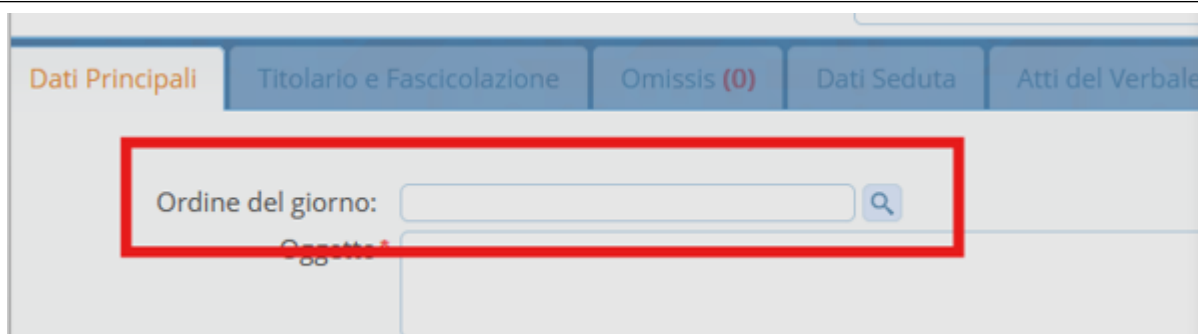 Dati Principali Titolario e Fascicolazione Omissis (0) Dati Seduta Atti del Verbale
Ordine del giorno:
Oggetto*